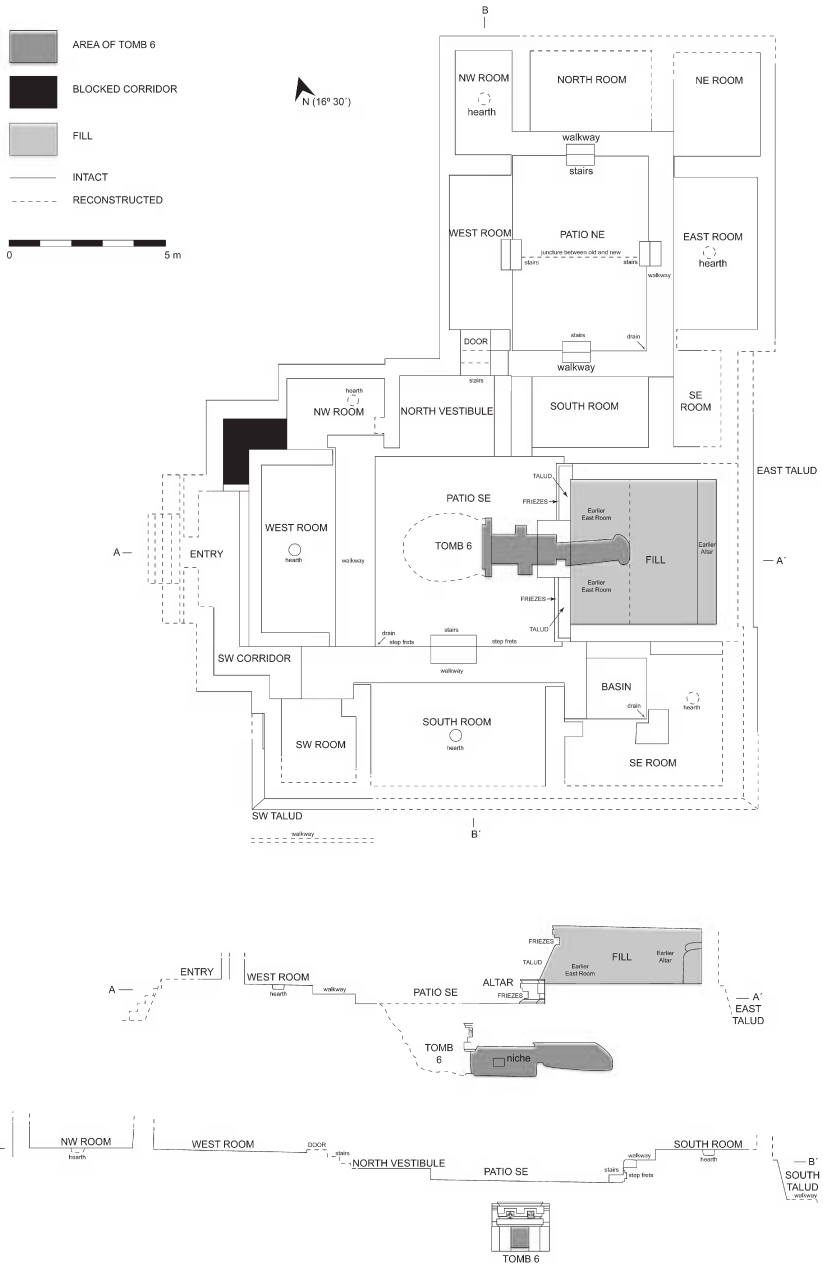 B
AREA OF TOMB 6
BLOCKED CORRIDOR
FILL
INTACT
RECONSTRUCTED
0 5 m
N (16º 30´)
NW ROOM
hearth
NORTH ROOM
NE ROOM
walkway
stairs
WEST ROOM
PATIO NE
EAST ROOM
hearth
juncture between old and new
stairs
stairs
walkway
DOOR
stairs
drain
walkway
stairs
hearth
NW ROOM
NORTH VESTIBULE
SOUTH ROOM
SE
ROOM
EAST TALUD
TALUD
PATIO SE
FRIEZES
Earlier
East Room
WEST ROOM
hearth
walkway
ENTRY
A
TOMB 6
FILL
Earlier
Altar
A´
Earlier
East Room
FRIEZES
TALUD
drain
step frets
stairs
step frets
walkway
SW CORRIDOR
BASIN
drain
hearth
SOUTH ROOM
hearth
SW ROOM
SE ROOM
SW TALUD
walkway
B´
FRIEZES
TALUD
FILL
Earlier
East Room
Earlier
Altar
A
ENTRY
WEST ROOM
hearth
walkway
PATIO SE
ALTAR
FRIEZES
A´
EAST
TALUD
TOMB
6
niche
NW ROOM
hearth
WEST ROOM
DOOR
stairs
NORTH VESTIBULE
PATIO SE
stairs
step frets
walkway
SOUTH ROOM
hearth
B´
SOUTH
TALUD
walkway
TOMB 6